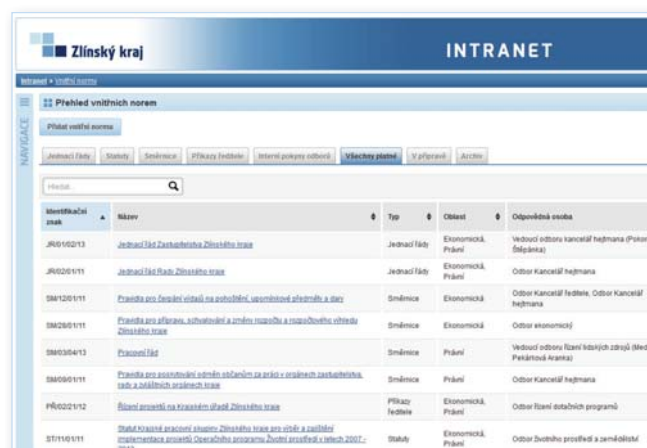 Zlínský kraj
INTRANET
Intranet » Vnitřní normy
NAVIGACE
Přehled vnitřních norem
Přidat vnitřní normu
Jednací řády Statuty Směrnice Příkazy ředitele Interní pokyny odborů Všechny platné V přípravě Archiv
Hledat...
Identifikační znak Název Typ Oblast Odpovědná osoba
JR/01/02/13 Jednací řád Zastupitelstva Zlínského kraje Jednací řády Ekonomická, Právní Vedoucí odboru kancelář hejtmana (Pokor
Štěpánka)
JR/02/01/11 Jednací řád Rady Zlínského kraje Jednací řády Ekonomická, Právní Odbor Kancelář hejtmana
SM/12/01/11 Pravidla pro čerpání výdajů na pohoštění, upomínkové předměty a dary Směrnice Ekonomická Odbor Kancelář ředitele, Odbor Kancelář
hejtmana
SM/28/01/11 Pravidla pro přípravu, schvalování a změny rozpočtu a rozpočtového výhledu
Zlínského kraje Směrnice Ekonomická Odbor ekonomický
SM/03/04/13 Pracovní řád Směrnice Právní Vedoucí odboru řízení lidských zdrojů (Med
Pekárková Aranka)
SM/09/01/11 Pravidla pro poskytování odměn občanům za práci v orgánech zastupitelstva,
rady a zvláštních orgánech kraje Směrnice Právní Odbor Kancelář hejtmana
PŘ/02/21/12 Řízení projektů na Krajském úřadě Zlínského kraje Příkazy ředitele Ekonomická, Právní Odbor řízení dotačních programů
ST/11/01/11 Statut Krajské pracovní skupiny Zlínského kraje pro výběr a zajištění
implementace projektů Operačního programu Životní prostředí v letech 2007 - Statuty Ekonomická, Právní Odbor životního prostředí a zemědělství